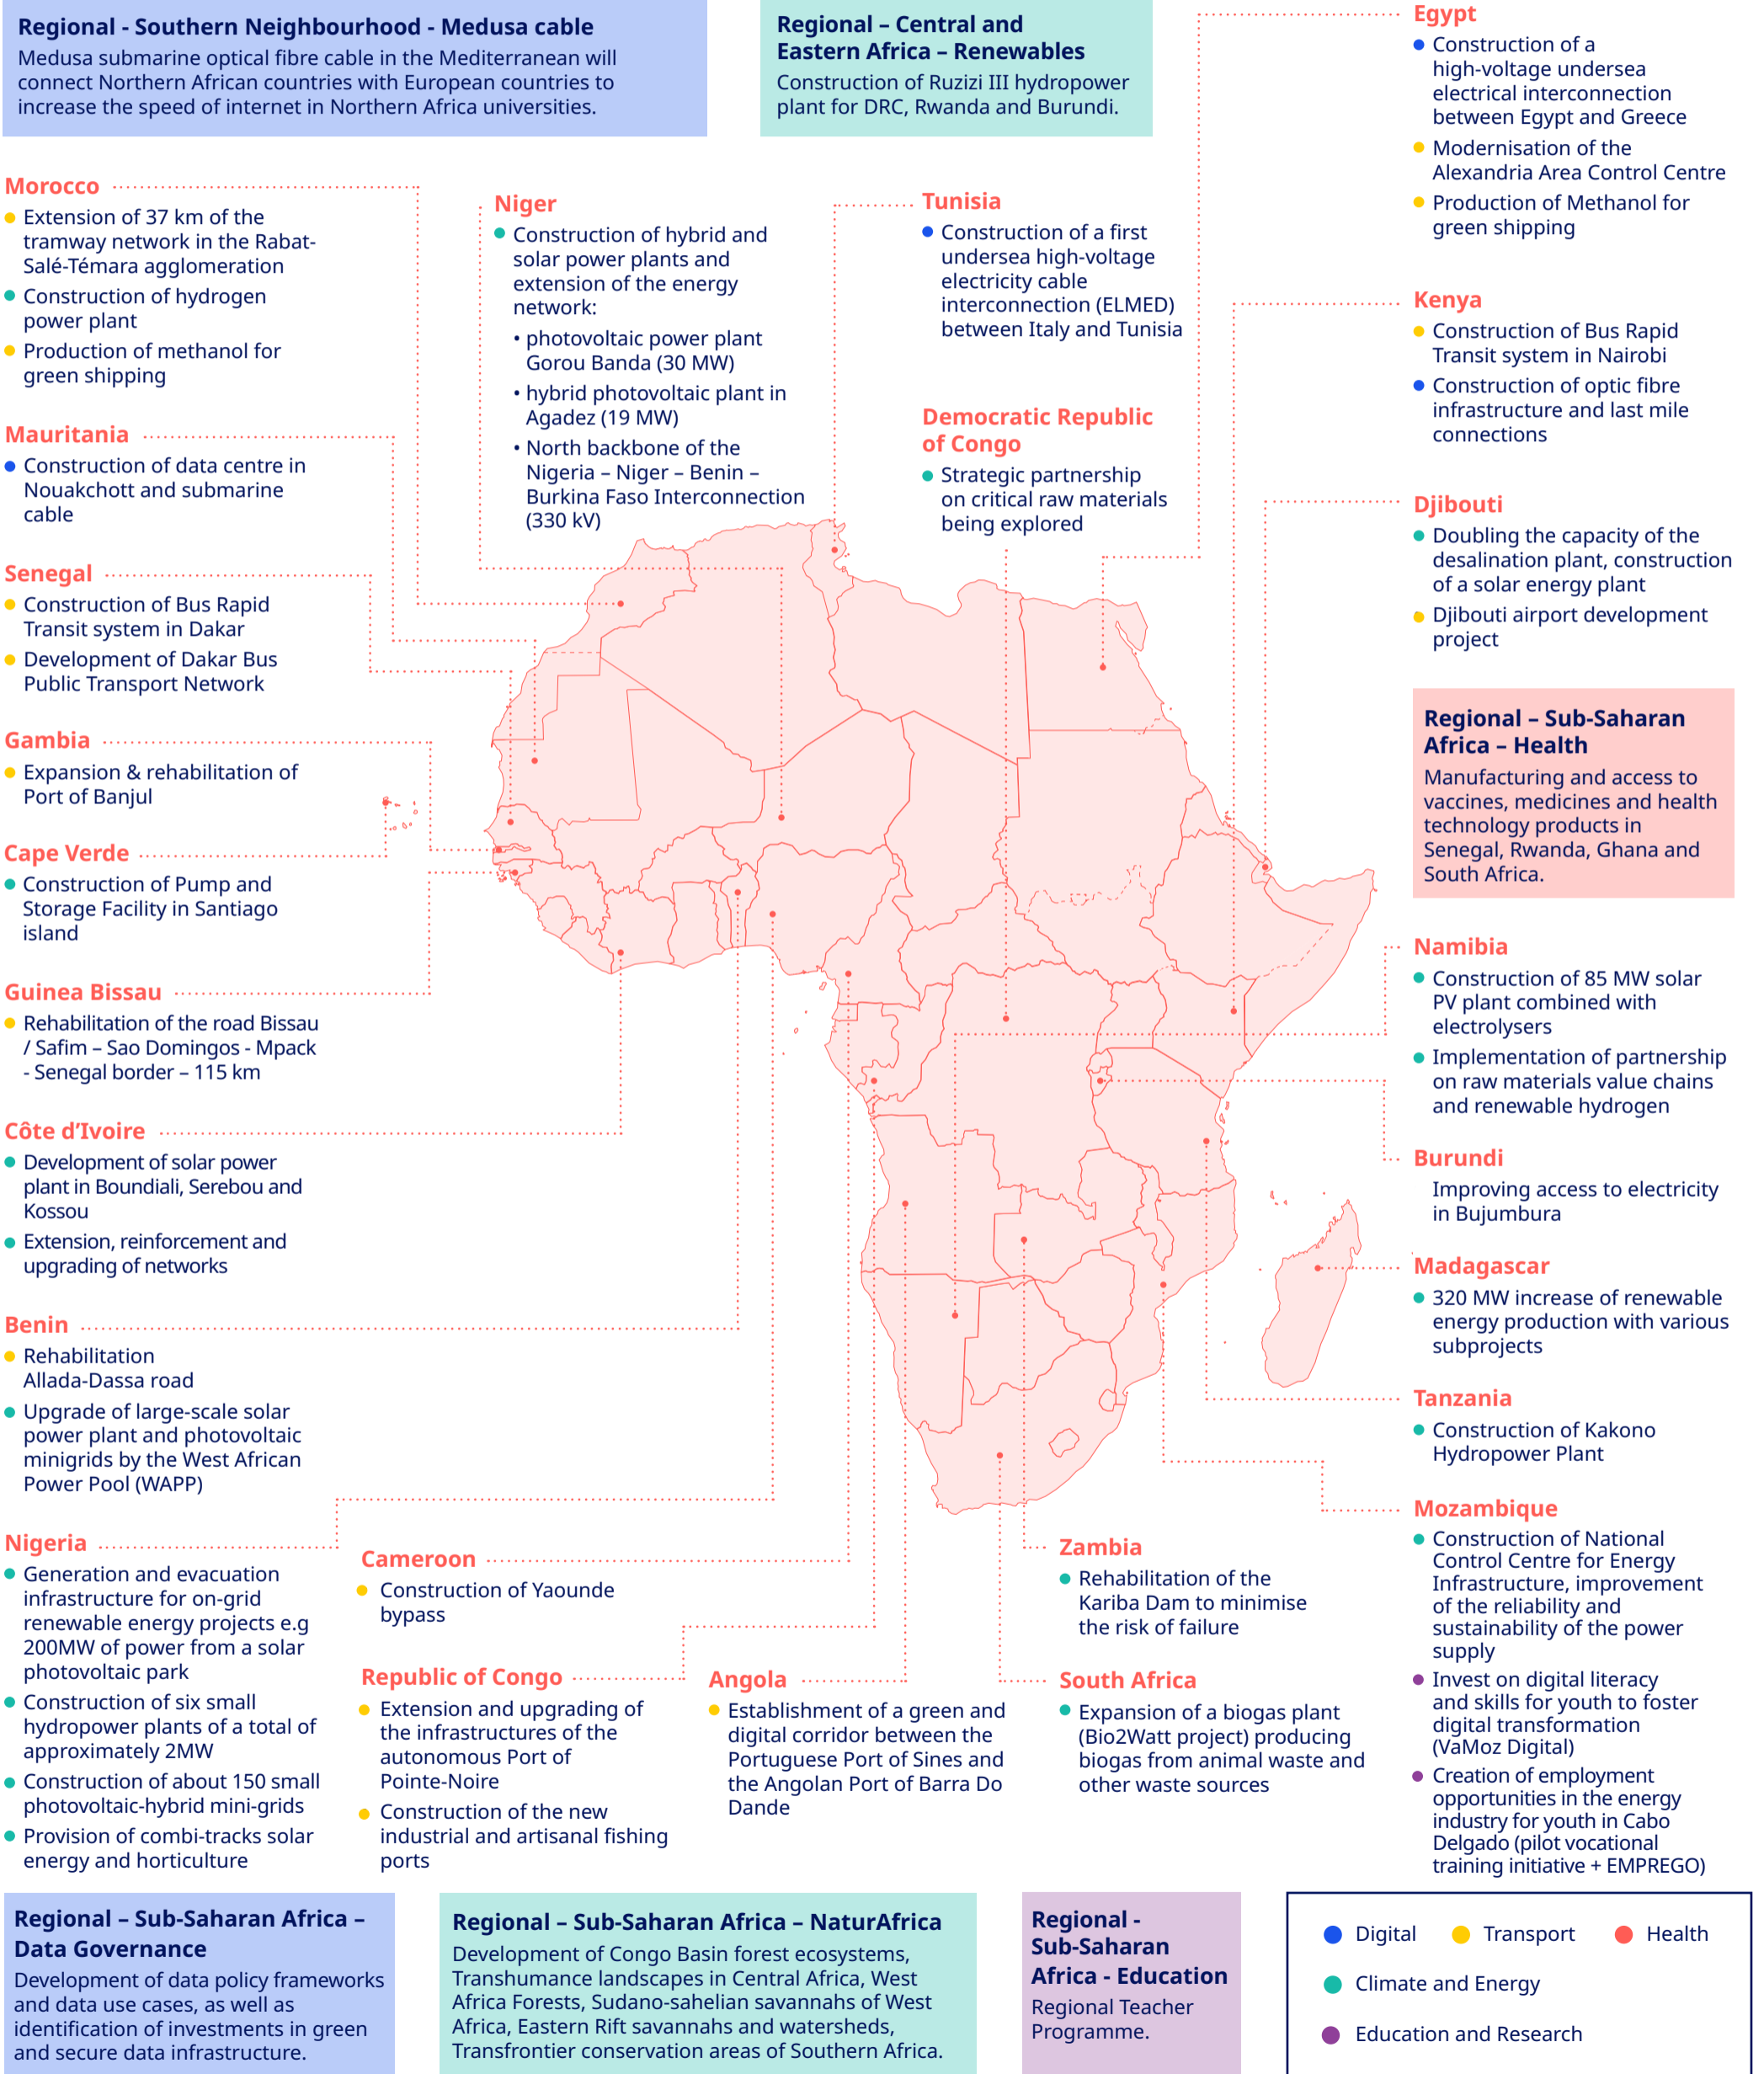 Regional - Southern Neighbourhood - Medusa cable
Medusa submarine optical fibre cable in the Mediterranean will
connect Northern African countries with European countries to
increase the speed of internet in Northern Africa universities.
Regional – Central and
Eastern Africa – Renewables
Construction of Ruzizi III hydropower
plant for DRC, Rwanda and Burundi.
Egypt
Construction of a
high-voltage undersea
electrical interconnection
between Egypt and Greece
Modernisation of the
Alexandria Area Control Centre
Production of Methanol for
green shipping
Morocco
Extension of 37 km of the
tramway network in the Rabat-
Salé-Témara agglomeration
Construction of hydrogen
power plant
Production of methanol for
green shipping
Niger
Construction of hybrid and
solar power plants and
extension of the energy
network:
• photovoltaic power plant
Gorou Banda (30 MW)
• hybrid photovoltaic plant in
Agadez (19 MW)
• North backbone of the
Nigeria – Niger – Benin –
Burkina Faso Interconnection
(330 kV)
Tunisia
Construction of a first
undersea high-voltage
electricity cable
interconnection (ELMED)
between Italy and Tunisia
Kenya
Construction of Bus Rapid
Transit system in Nairobi
Construction of optic fibre
infrastructure and last mile
connections
Democratic Republic
of Congo
Strategic partnership
on critical raw materials
being explored
Mauritania
Construction of data centre in
Nouakchott and submarine
cable
Djibouti
Doubling the capacity of the
desalination plant, construction
of a solar energy plant
Djibouti airport development
project
Senegal
Construction of Bus Rapid
Transit system in Dakar
Development of Dakar Bus
Public Transport Network
Regional – Sub-Saharan
Africa – Health
Manufacturing and access to
vaccines, medicines and health
technology products in
Senegal, Rwanda, Ghana and
South Africa.
Gambia
Expansion & rehabilitation of
Port of Banjul
Cape Verde
Construction of Pump and
Storage Facility in Santiago
island
Namibia
Construction of 85 MW solar
PV plant combined with
electrolysers
Implementation of partnership
on raw materials value chains
and renewable hydrogen
Guinea Bissau
Rehabilitation of the road Bissau
/ Safim – Sao Domingos - Mpack
- Senegal border – 115 km
Côte d’Ivoire
Development of solar power
plant in Boundiali, Serebou and
Kossou
Extension, reinforcement and
upgrading of networks
Burundi
Improving access to electricity
in Bujumbura
Madagascar
320 MW increase of renewable
energy production with various
subprojects
Benin
Rehabilitation
Allada-Dassa road
Upgrade of large-scale solar
power plant and photovoltaic
minigrids by the West African
Power Pool (WAPP)
Tanzania
Construction of Kakono
Hydropower Plant
Mozambique
Construction of National
Control Centre for Energy
Infrastructure, improvement
of the reliability and
sustainability of the power
supply
Invest on digital literacy
and skills for youth to foster
digital transformation
(VaMoz Digital)
Creation of employment
opportunities in the energy
industry for youth in Cabo
Delgado (pilot vocational
training initiative + EMPREGO)
Nigeria
Generation and evacuation
infrastructure for on-grid
renewable energy projects e.g
200MW of power from a solar
photovoltaic park
Construction of six small
hydropower plants of a total of
approximately 2MW
Construction of about 150 small
photovoltaic-hybrid mini-grids
Provision of combi-tracks solar
energy and horticulture
Cameroon
Construction of Yaounde
bypass
Zambia
Rehabilitation of the
Kariba Dam to minimise
the risk of failure
Republic of Congo
Extension and upgrading of
the infrastructures of the
autonomous Port of
Pointe-Noire
Construction of the new
industrial and artisanal fishing
ports
Angola
Establishment of a green and
digital corridor between the
Portuguese Port of Sines and
the Angolan Port of Barra Do
Dande
South Africa
Expansion of a biogas plant
(Bio2Watt project) producing
biogas from animal waste and
other waste sources
Regional – Sub-Saharan Africa –
Data Governance
Development of data policy frameworks
and data use cases, as well as
identification of investments in green
and secure data infrastructure.
Regional – Sub-Saharan Africa – NaturAfrica
Development of Congo Basin forest ecosystems,
Transhumance landscapes in Central Africa, West
Africa Forests, Sudano-sahelian savannahs of West
Africa, Eastern Rift savannahs and watersheds,
Transfrontier conservation areas of Southern Africa.
Regional -
Sub-Saharan
Africa - Education
Regional Teacher
Programme.
Digital Transport Health
Climate and Energy
Education and Research